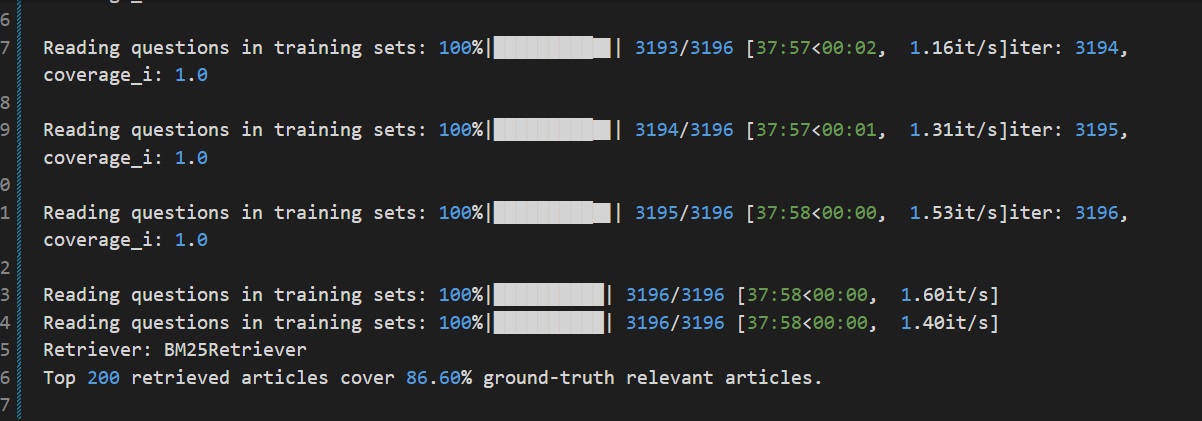 6
7 Reading questions in training sets: 100%|██████████| 3193/3196 [37:57<00:02,  1.16it/s]iter: 3194,
coverage_i: 1.0
8
9 Reading questions in training sets: 100%|██████████| 3194/3196 [37:57<00:01,  1.31it/s]iter: 3195,
coverage_i: 1.0
0
1 Reading questions in training sets: 100%|██████████| 3195/3196 [37:58<00:00,  1.53it/s]iter: 3196,
coverage_i: 1.0
2
3 Reading questions in training sets: 100%|██████████| 3196/3196 [37:58<00:00,  1.60it/s]
4 Reading questions in training sets: 100%|██████████| 3196/3196 [37:58<00:00,  1.40it/s]
5 Retriever: BM25Retriever
6 Top 200 retrieved articles cover 86.60% ground-truth relevant articles.
7